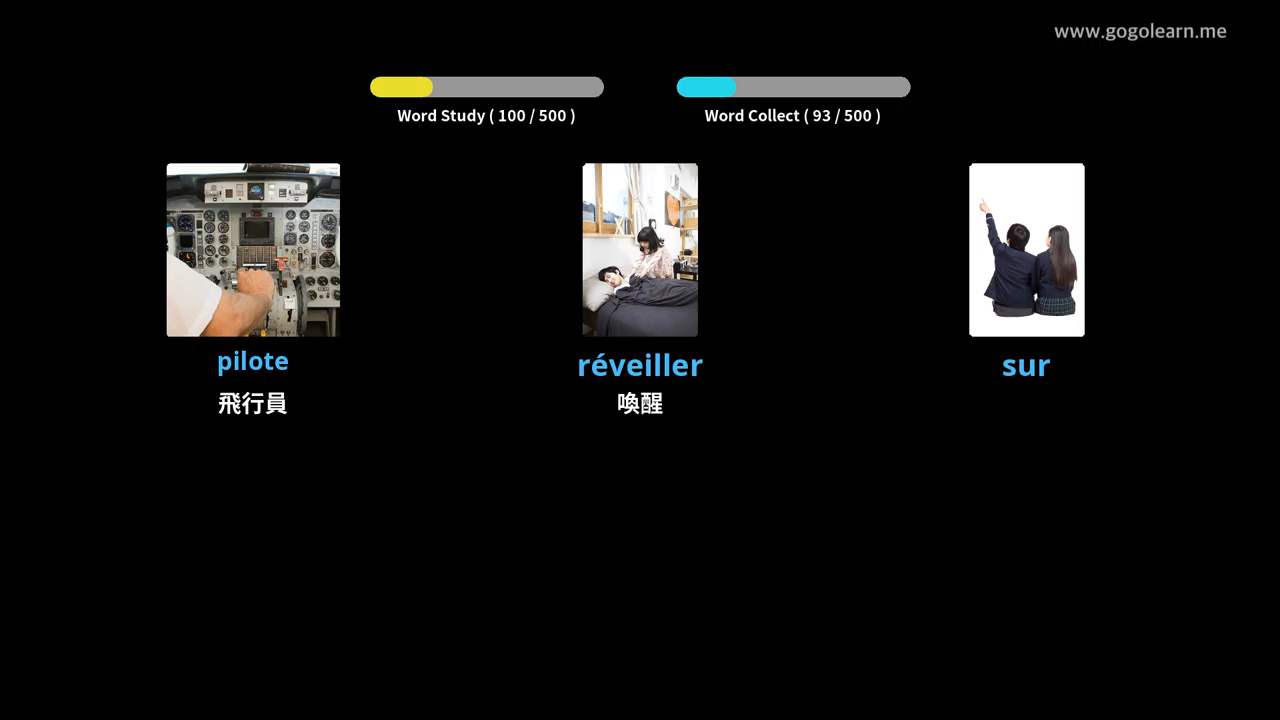 www.gogolearn.me
Word Study ( 100 / 500 )
Word Collect ( 93 / 500 )
pilote
飛行員
réveiller
喚醒
sur